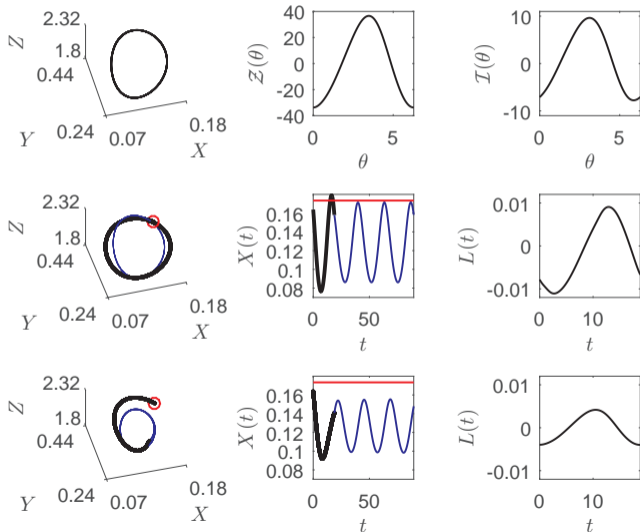 2.32
Z
1.8
0.44
Y
0.24
0.07
0.18
X
40
20
0
-20
-40
𝒵(θ)
0
5
θ
10
0
-10
ℐ(θ)
0
5
θ
2.32
Z
1.8
0.44
Y
0.24
0.07
0.18
X
0.16
0.14
0.12
0.1
0.08
X(t)
0
50
t
0.01
0
-0.01
L(t)
0
10
t
2.32
Z
1.8
0.44
Y
0.24
0.07
0.18
X
0.16
0.14
0.12
0.1
0.08
X(t)
0
50
t
0.01
0
-0.01
L(t)
0
10
t